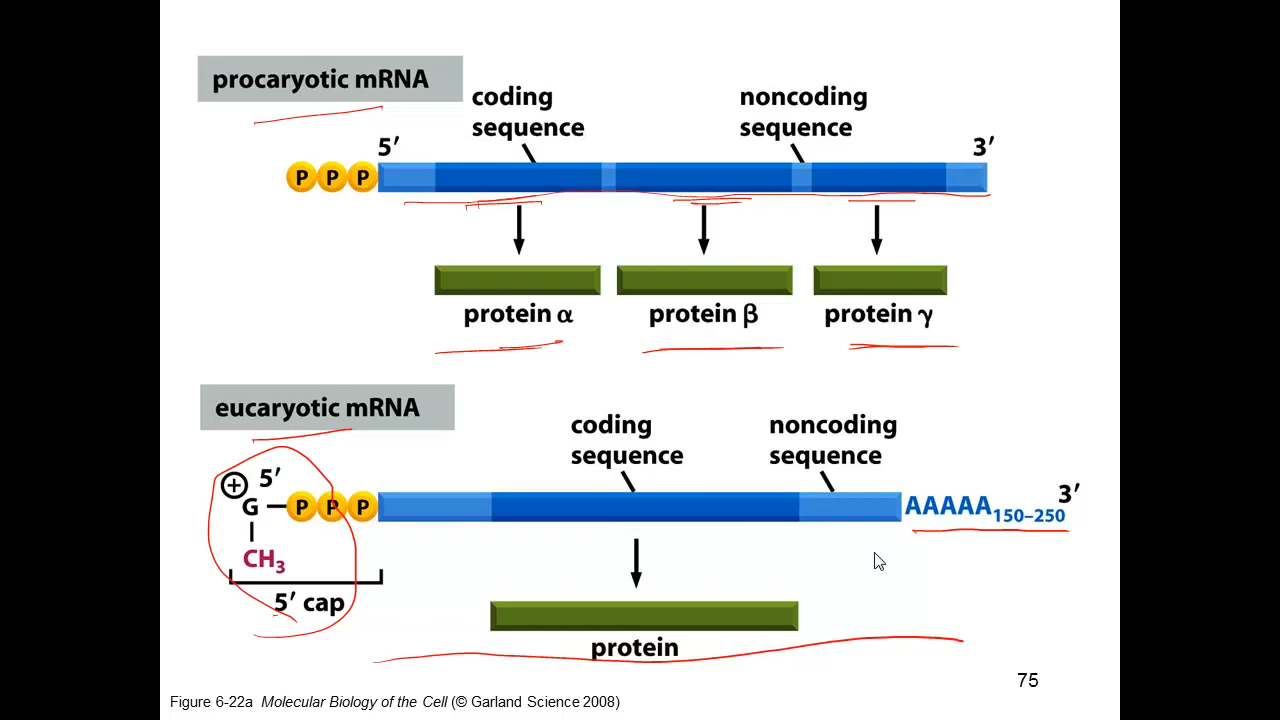 procaryotic mRNA
coding
sequence
noncoding
sequence
5′
3′
P P P
protein α
protein β
protein γ
eucaryotic mRNA
coding
sequence
noncoding
sequence
+ 5′
3′
G P P P
AAAAA150–250
CH3
5′ cap
protein
75
Figure 6-22a Molecular Biology of the Cell (© Garland Science 2008)